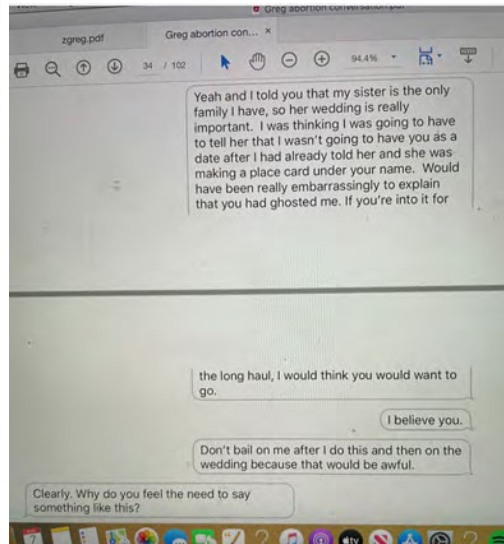 Greg abortion conversation.pdf
zgreg.pdf
Greg abortion con... ×
34 / 102
94.4%
Yeah and I told you that my sister is the only
family I have, so her wedding is really
important. I was thinking I was going to have
to tell her that I wasn't going to have you as a
date after I had already told her and she was
making a place card under your name. Would
have been really embarrassingly to explain
that you had ghosted me. If you're into it for
the long haul, I would think you would want to
go.
I believe you.
Don't bail on me after I do this and then on the
wedding because that would be awful.
Clearly. Why do you feel the need to say
something like this?
7
tv